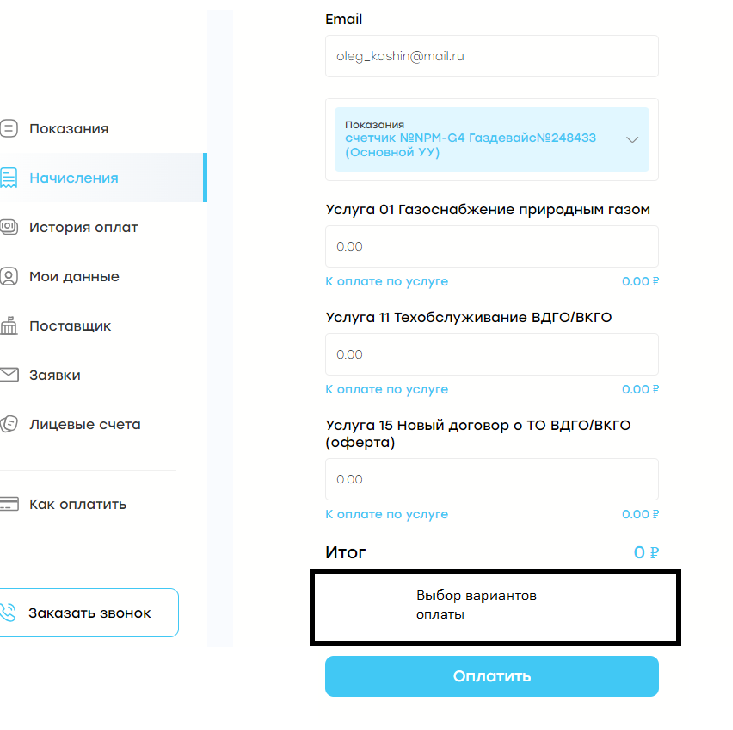 Показания
Начисления
История оплат
Мои данные
Поставщик
Заявки
Лицевые счета
Как оплатить
Заказать звонок
Email
oleg_koshin@mail.ru
Показания
счетчик №NPM-G4 Газдевайс№248433
(Основной УУ)
Услуга 01 Газоснабжение природным газом
0.00
К оплате по услуге 0.00 ₽
Услуга 11 Техобслуживание ВДГО/ВКГО
0.00
К оплате по услуге 0.00 ₽
Услуга 15 Новый договор о ТО ВДГО/ВКГО
(оферта)
0.00
К оплате по услуге 0.00 ₽
Итог 0 ₽
Выбор вариантов
оплаты
Оплатить